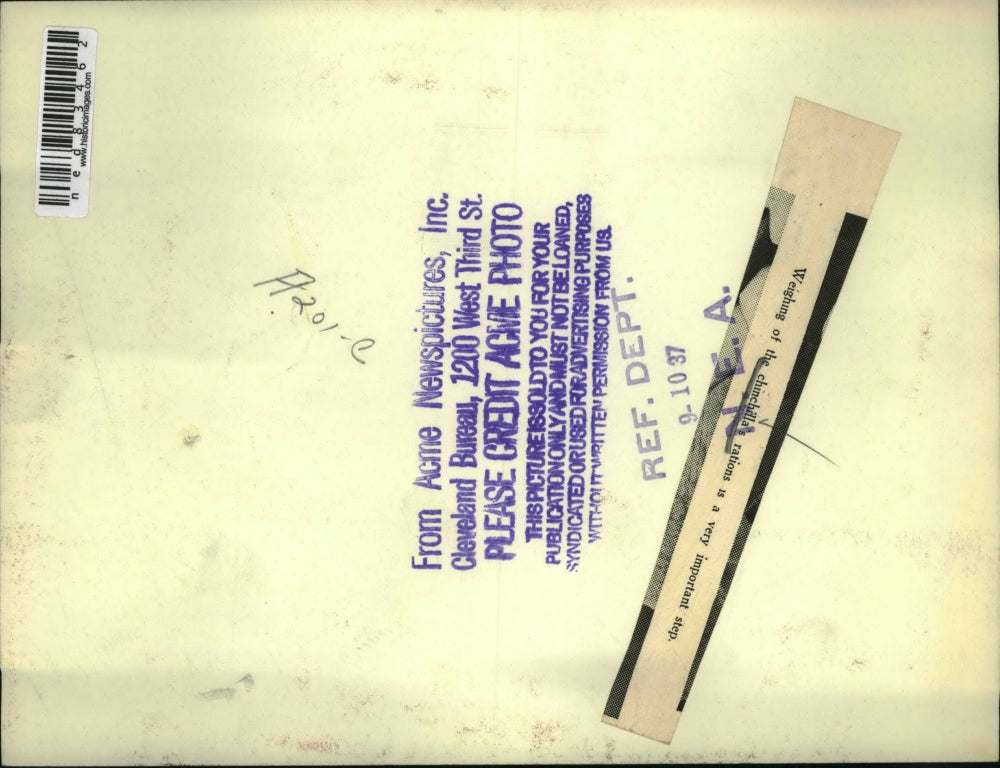 ned83462
www.historicimages.com
A201-C
From Acme Newspictures, Inc.
Cleveland Bureau, 1200 West Third St.
PLEASE CREDIT ACME PHOTO
THIS PICTURE IS SOLD TO YOU FOR YOUR
PUBLICATION ONLY AND MUST NOT BE LOANED,
SYNDICATED OR USED FOR ADVERTISING PURPOSES
WITHOUT WRITTEN PERMISSION FROM US.
REF. DEPT.
9-10 37
N.E.A.
Weighing of the chinchilla's rations is a very important step.